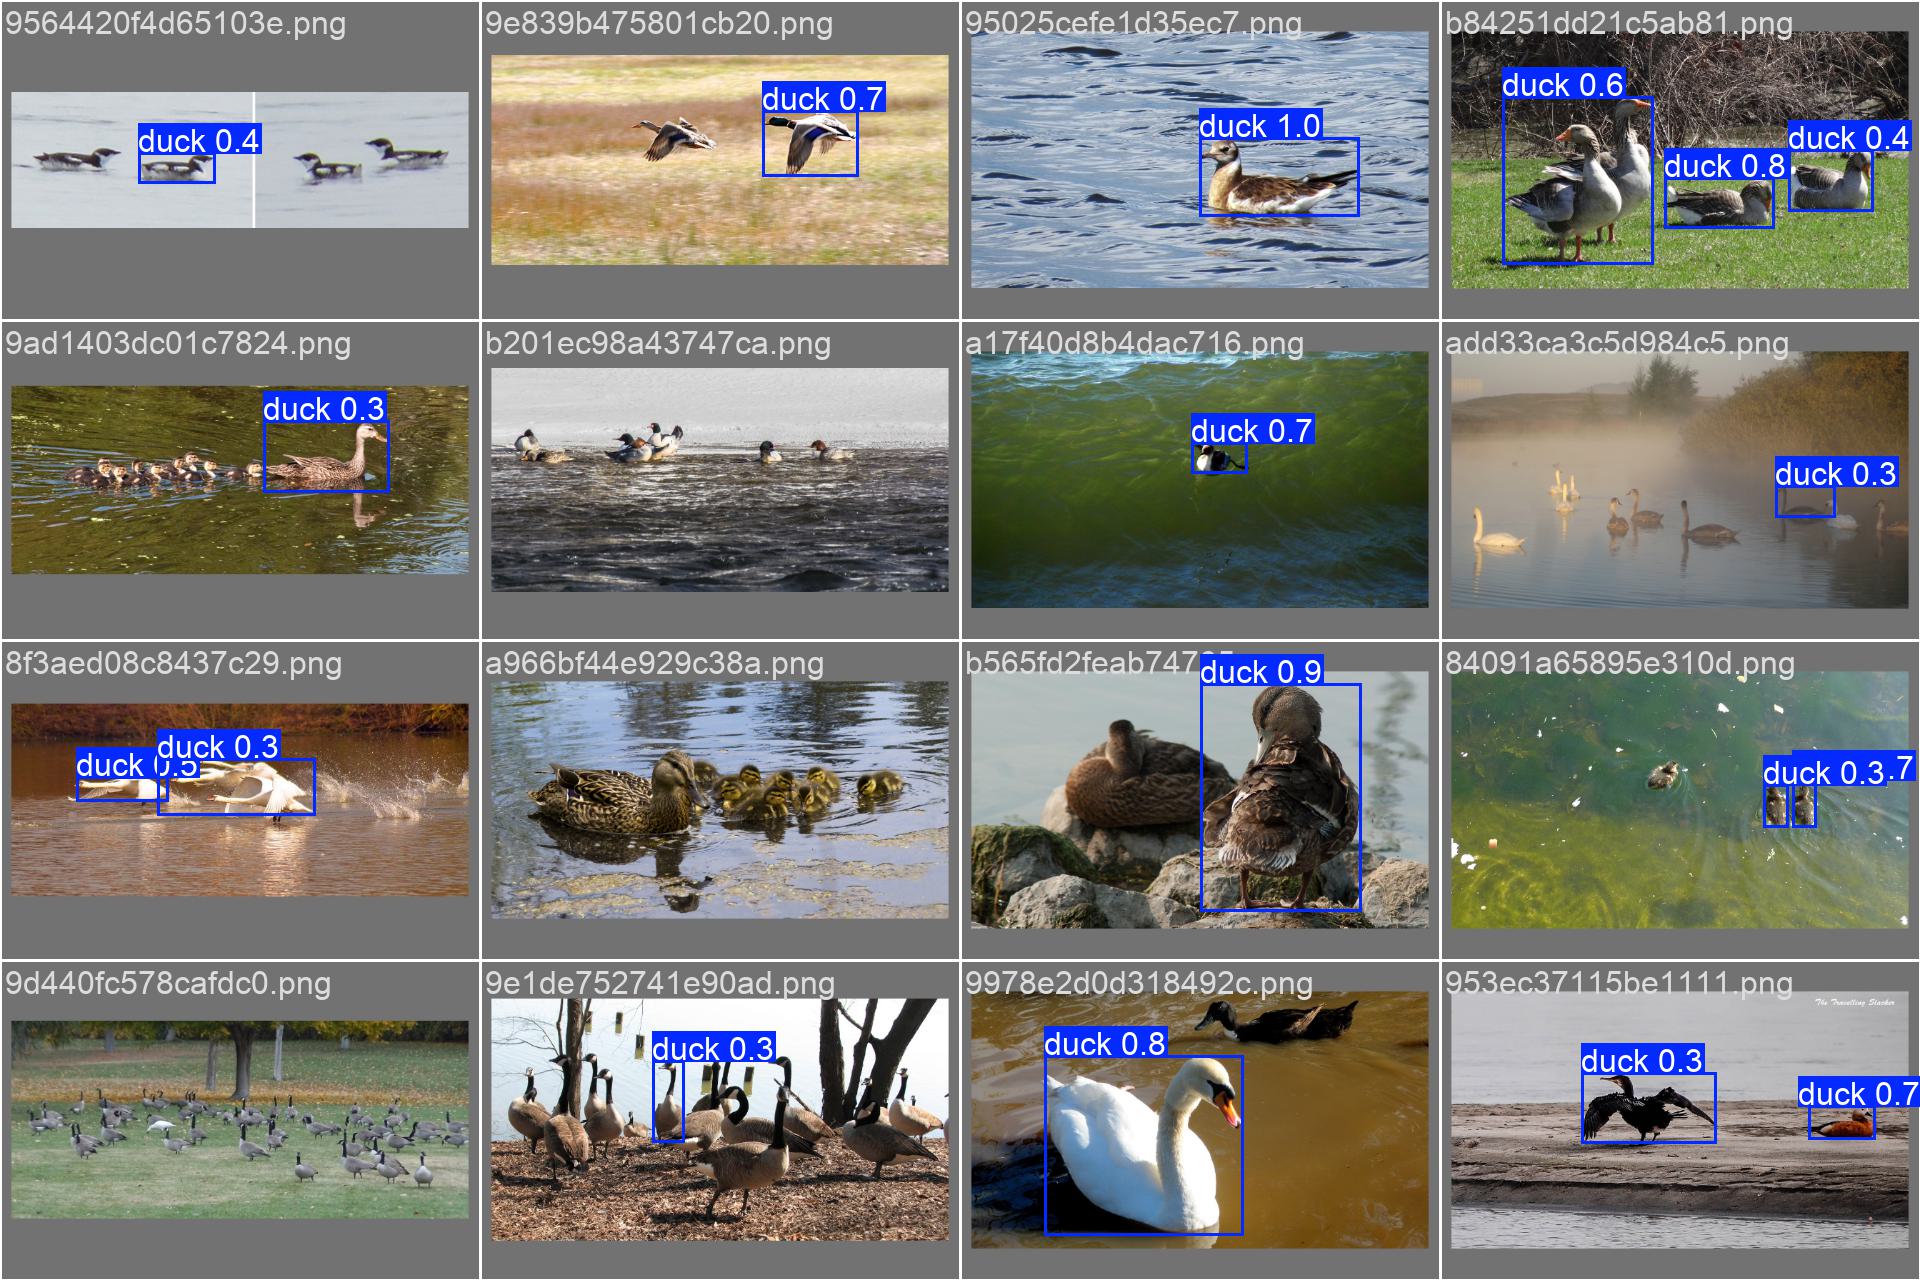 9564420f4d65103e.png
duck 0.4
9e839b475801cb20.png
duck 0.7
95025cefe1d35ec7.png
duck 1.0
b84251dd21c5ab81.png
duck 0.6
duck 0.8
duck 0.4
9ad1403dc01c7824.png
duck 0.3
b201ec98a43747ca.png
a17f40d8b4dac716.png
duck 0.7
add33ca3c5d984c5.png
duck 0.3
8f3aed08c8437c29.png
duck 0.5
duck 0.3
a966bf44e929c38a.png
b565fd2feab747
duck 0.9
84091a65895e310d.png
duck 0.3
.7
9d440fc578cafdc0.png
9e1de752741e90ad.png
duck 0.3
9978e2d0d318492c.png
duck 0.8
953ec37115be1111.png
The Travelling Slacker
duck 0.3
duck 0.7